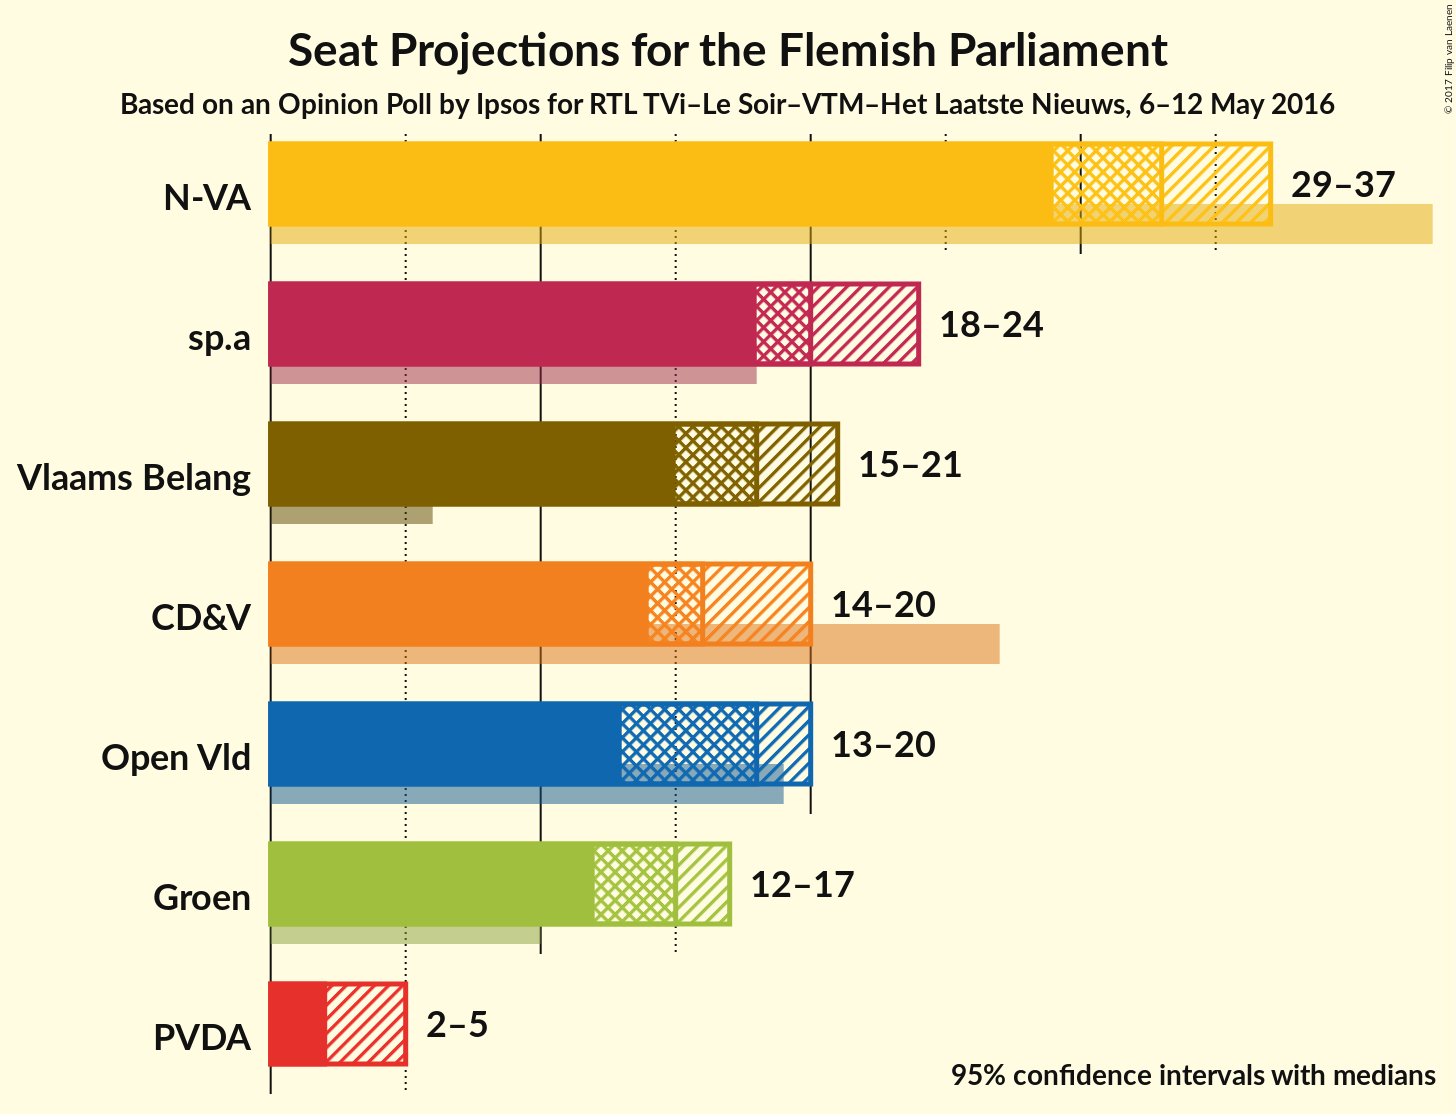 Seat Projections for the Flemish Parliament
Based on an Opinion Poll by Ipsos for RTL TVi–Le Soir–VTM–Het Laatste Nieuws, 6–12 May 2016
© 2017 Filip van Laenen
N-VA
29–37
sp.a
18–24
Vlaams Belang
15–21
CD&V
14–20
Open Vld
13–20
Groen
12–17
PVDA
2–5
95% confidence intervals with medians